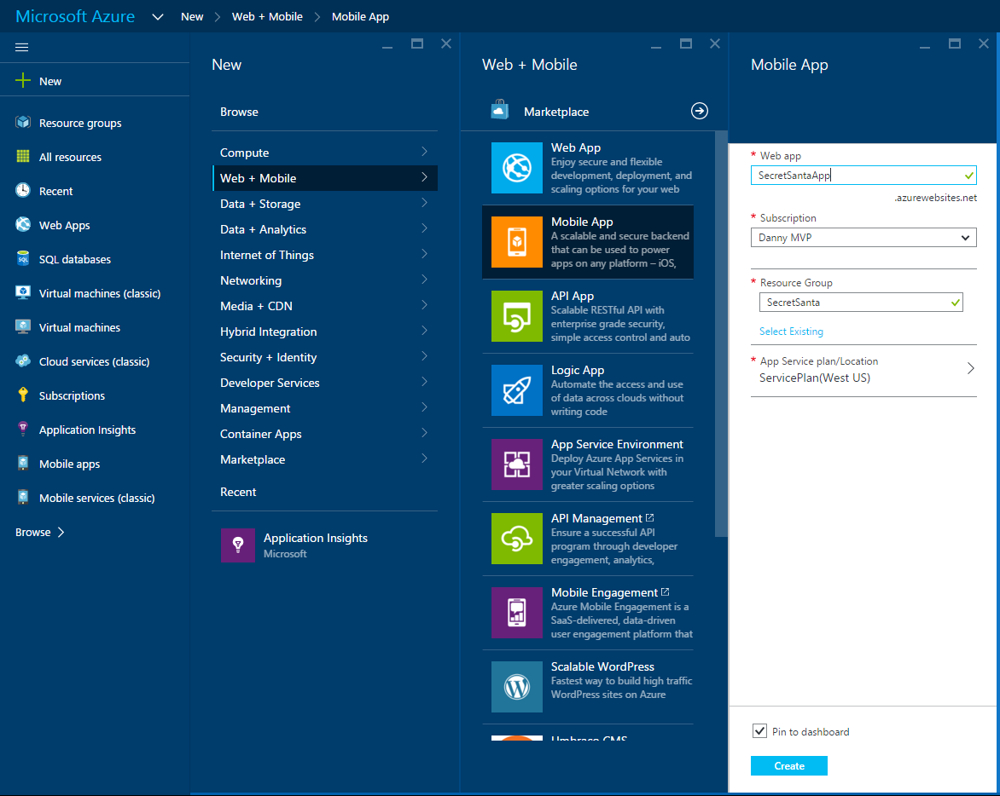 Microsoft Azure New Web + Mobile Mobile App
New
Resource groups
All resources
Recent
Web Apps
SQL databases
Virtual machines (classic)
Virtual machines
Cloud services (classic)
Subscriptions
Application Insights
Mobile apps
Mobile services (classic)
Browse
New
Browse
Compute
Web + Mobile
Data + Storage
Data + Analytics
Internet of Things
Networking
Media + CDN
Hybrid Integration
Security + Identity
Developer Services
Management
Container Apps
Marketplace
Recent
Application Insights
Microsoft
Web + Mobile
Marketplace
Web App
Enjoy secure and flexible
development, deployment, and
scaling options for your web
Mobile App
A scalable and secure backend
that can be used to power
apps on any platform – iOS,
API App
Scalable RESTful API with
enterprise grade security,
simple access control and auto
Logic App
Automate the access and use
of data across clouds without
writing code
App Service Environment
Deploy Azure App Services in
your Virtual Network with
greater scaling options
API Management
Ensure a successful API
program through developer
engagement, analytics,
Mobile Engagement
Azure Mobile Engagement is a
SaaS-delivered, data-driven
user engagement platform that
Scalable WordPress
Fastest way to build high traffic
WordPress sites on Azure
Umbraco CMS
Mobile App
* Web app
SecretSantaApp
.azurewebsites.net
* Subscription
Danny MVP
* Resource Group
SecretSanta
Select Existing
* App Service plan/Location
ServicePlan(West US)
Pin to dashboard
Create